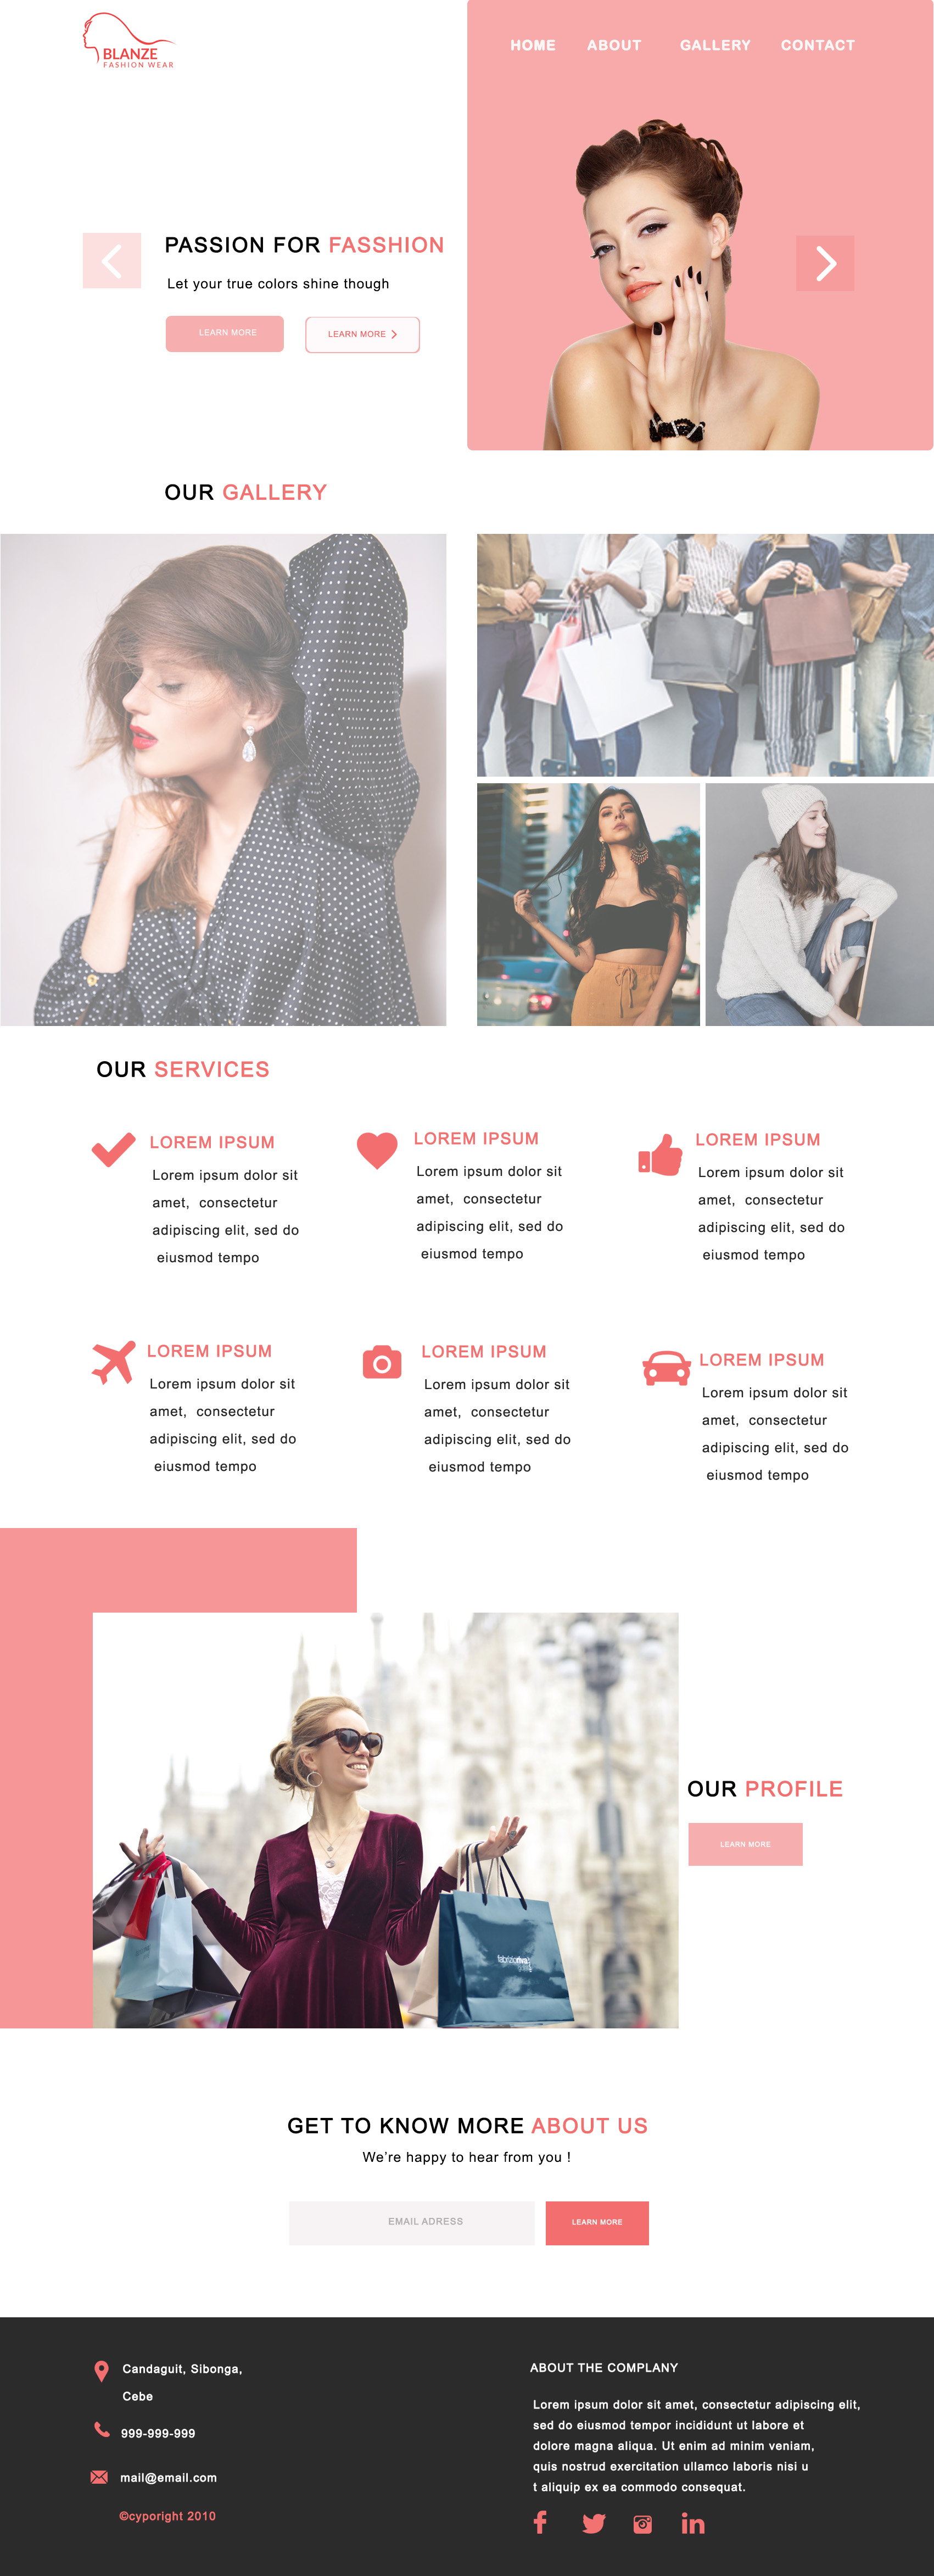 BLANZE
FASHION WEAR
HOME ABOUT GALLERY CONTACT
PASSION FOR FASSHION
Let your true colors shine though
LEARN MORE
LEARN MORE
OUR GALLERY
OUR SERVICES
LOREM IPSUM
Lorem ipsum dolor sit
amet, consectetur
adipiscing elit, sed do
eiusmod tempo
LOREM IPSUM
Lorem ipsum dolor sit
amet, consectetur
adipiscing elit, sed do
eiusmod tempo
LOREM IPSUM
Lorem ipsum dolor sit
amet, consectetur
adipiscing elit, sed do
eiusmod tempo
LOREM IPSUM
Lorem ipsum dolor sit
amet, consectetur
adipiscing elit, sed do
eiusmod tempo
LOREM IPSUM
Lorem ipsum dolor sit
amet, consectetur
adipiscing elit, sed do
eiusmod tempo
LOREM IPSUM
Lorem ipsum dolor sit
amet, consectetur
adipiscing elit, sed do
eiusmod tempo
OUR PROFILE
LEARN MORE
GET TO KNOW MORE ABOUT US
We're happy to hear from you !
EMAIL ADRESS
LEARN MORE
Candaguit, Sibonga,
Cebe
999-999-999
mail@email.com
©cyporight 2010
ABOUT THE COMPLANY
Lorem ipsum dolor sit amet, consectetur adipiscing elit,
sed do eiusmod tempor incididunt ut labore et
dolore magna aliqua. Ut enim ad minim veniam,
quis nostrud exercitation ullamco laboris nisi u
t aliquip ex ea commodo consequat.